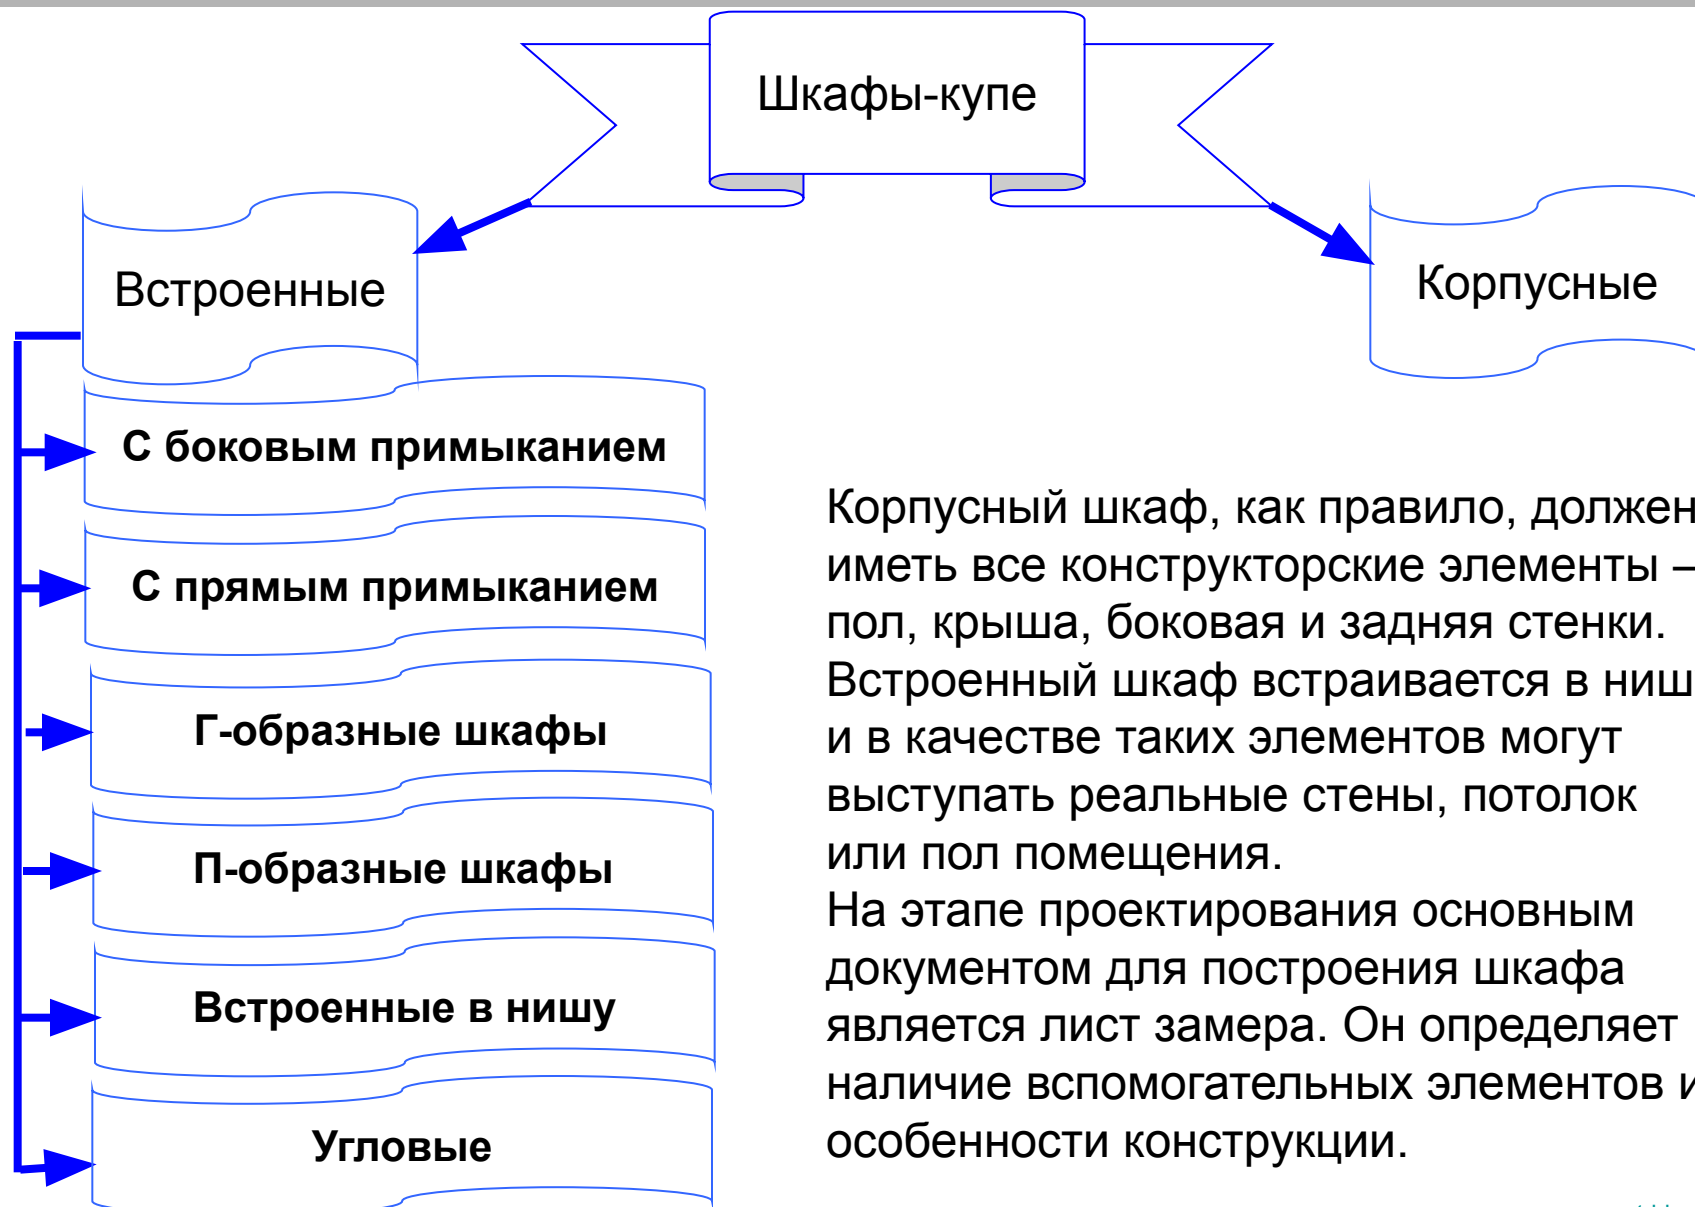 Шкафы-купе
Встроенные
Корпусные
С боковым примыканием
С прямым примыканием
Г-образные шкафы
П-образные шкафы
Встроенные в нишу
Угловые
Корпусный шкаф, как правило, должен
иметь все конструкторские элементы –
пол, крыша, боковая и задняя стенки.
Встроенный шкаф встраивается в ниш
и в качестве таких элементов могут
выступать реальные стены, потолок
или пол помещения.
На этапе проектирования основным
документом для построения шкафа
является лист замера. Он определяет
наличие вспомогательных элементов и
особенности конструкции.